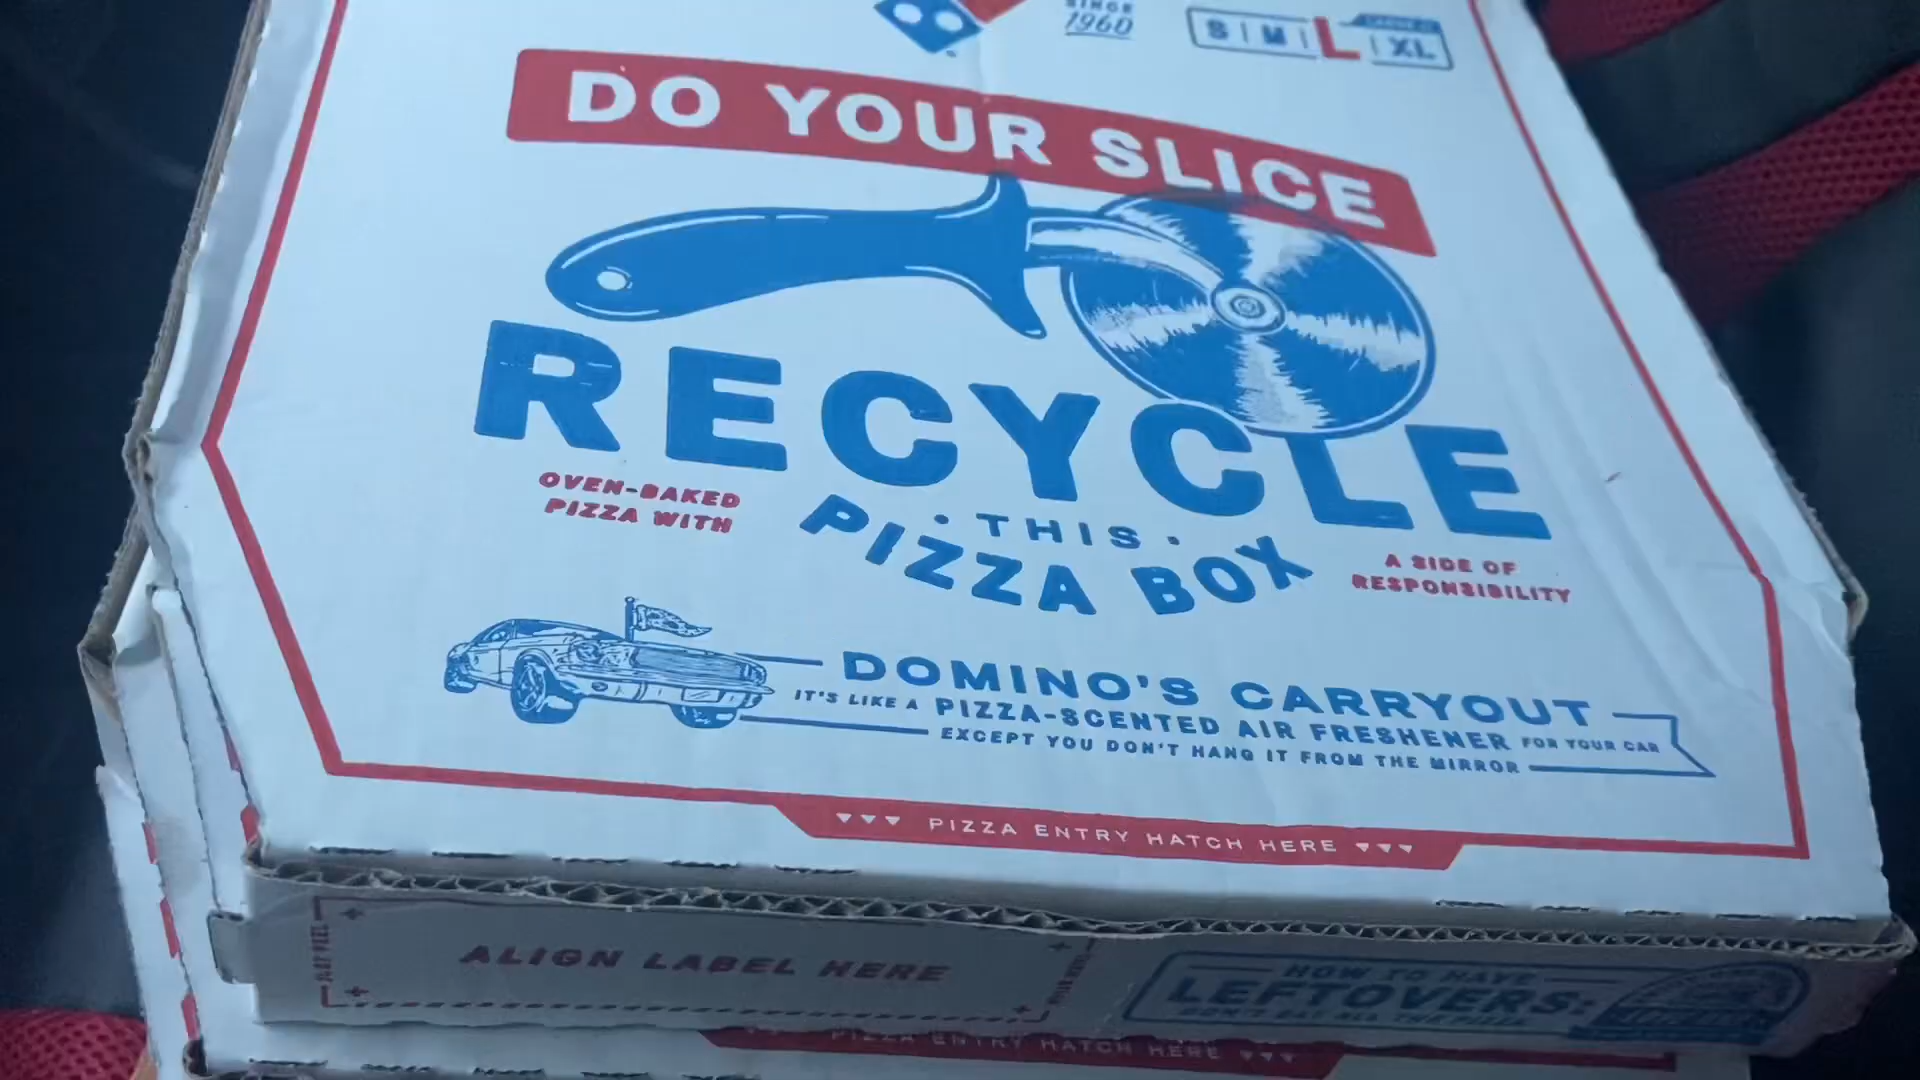 SINCE
1960
S M L XL
DO YOUR SLICE
RECYCLE
OVEN-BAKED
PIZZA WITH
• THIS •
PIZZA BOX
A SIDE OF
RESPONSIBILITY
DOMINO'S CARRYOUT
IT'S LIKE A PIZZA-SCENTED AIR FRESHENER FOR YOUR CAR
EXCEPT YOU DON'T HANG IT FROM THE MIRROR
PIZZA ENTRY HATCH HERE
ALIGN LABEL HERE
HOW TO HAVE
LEFTOVERS:
PIZZA ENTRY HATCH HERE